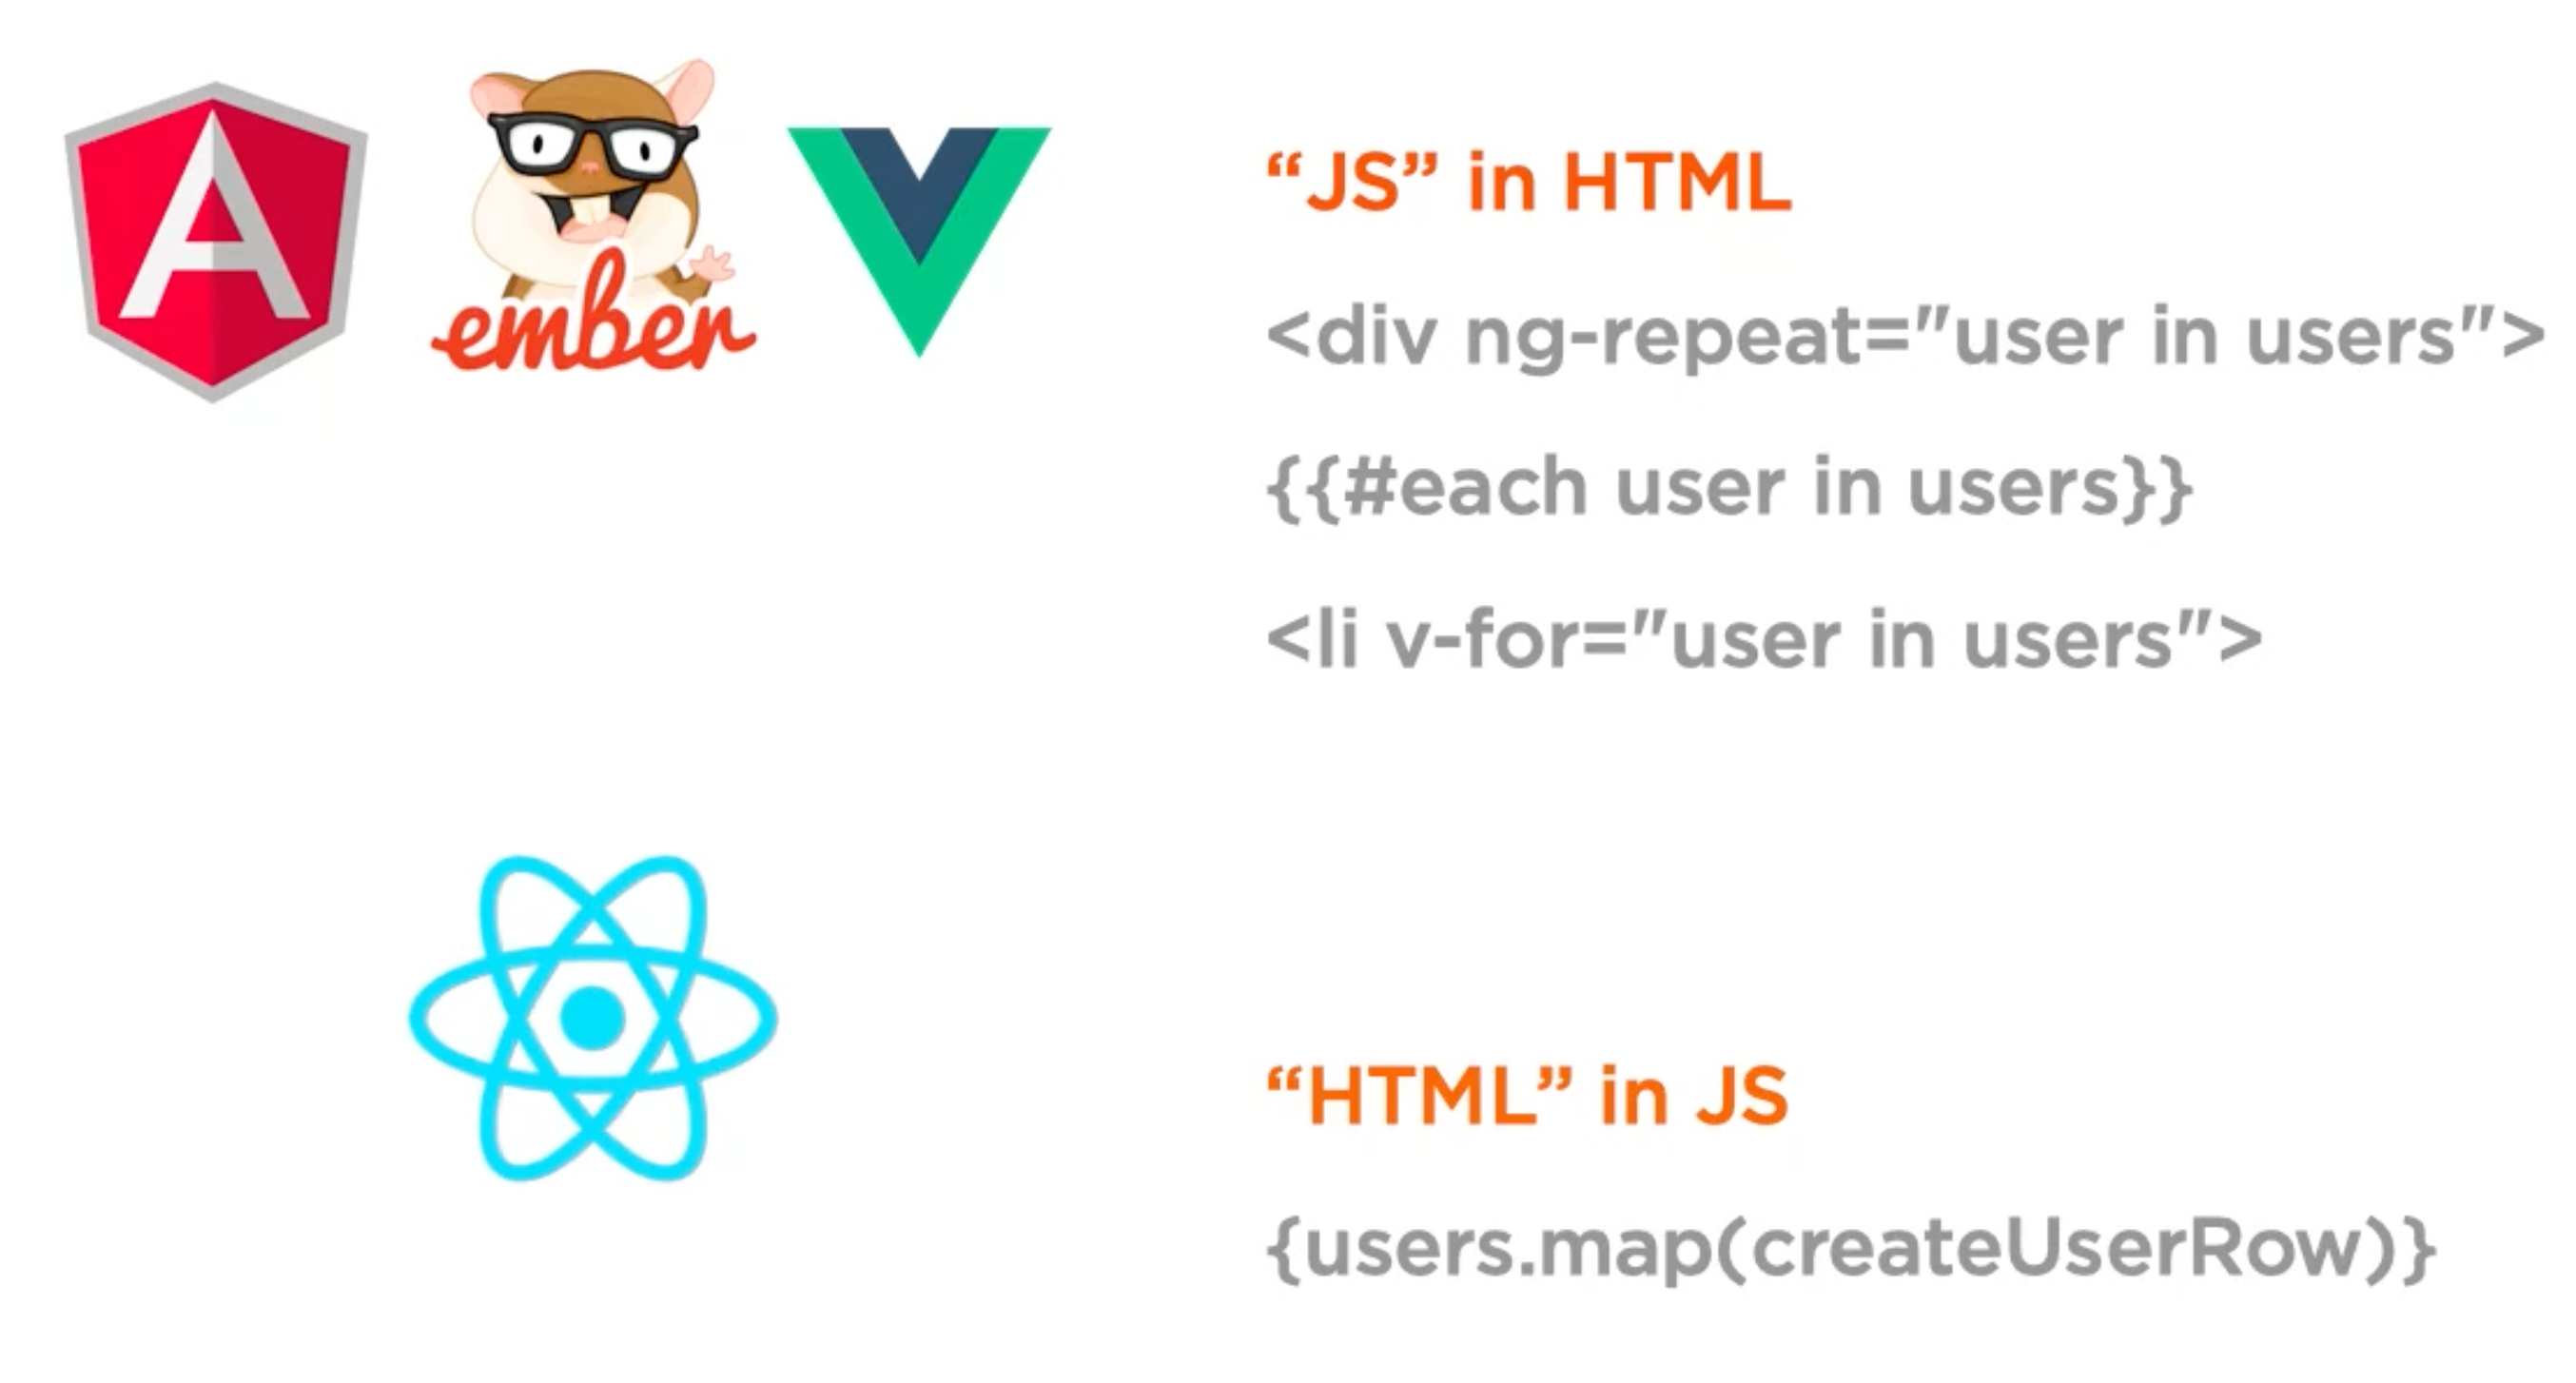 ember
“JS” in HTML
<div ng-repeat="user in users">
{{#each user in users}}
<li v-for="user in users">
“HTML” in JS
{users.map(createUserRow)}